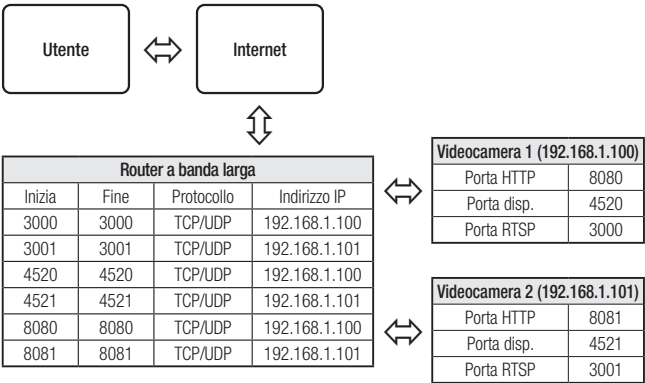 Utente
Internet
Router a banda larga
Inizia Fine Protocollo Indirizzo IP
3000 3000 TCP/UDP 192.168.1.100
3001 3001 TCP/UDP 192.168.1.101
4520 4520 TCP/UDP 192.168.1.100
4521 4521 TCP/UDP 192.168.1.101
8080 8080 TCP/UDP 192.168.1.100
8081 8081 TCP/UDP 192.168.1.101
Videocamera 1 (192.168.1.100)
Porta HTTP 8080
Porta disp. 4520
Porta RTSP 3000
Videocamera 2 (192.168.1.101)
Porta HTTP 8081
Porta disp. 4521
Porta RTSP 3001